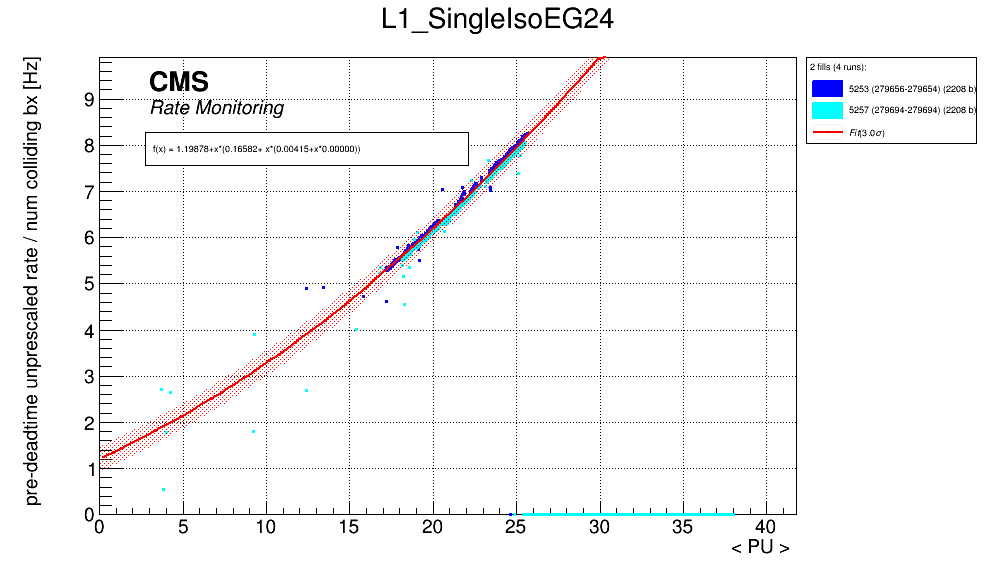 L1_SingleIsoEG24
pre-deadtime unprescaled rate / num colliding bx [Hz]
CMS
Rate Monitoring
f(x) = 1.19878+x*(0.16582+ x*(0.00415+x*0.00000))
2 fills (4 runs):
5253 (279656-279654) (2208 b)
5257 (279694-279694) (2208 b)
Fit(3.0σ)
9
8
7
6
5
4
3
2
1
0
0 5 10 15 20 25 30 35 40
< PU >